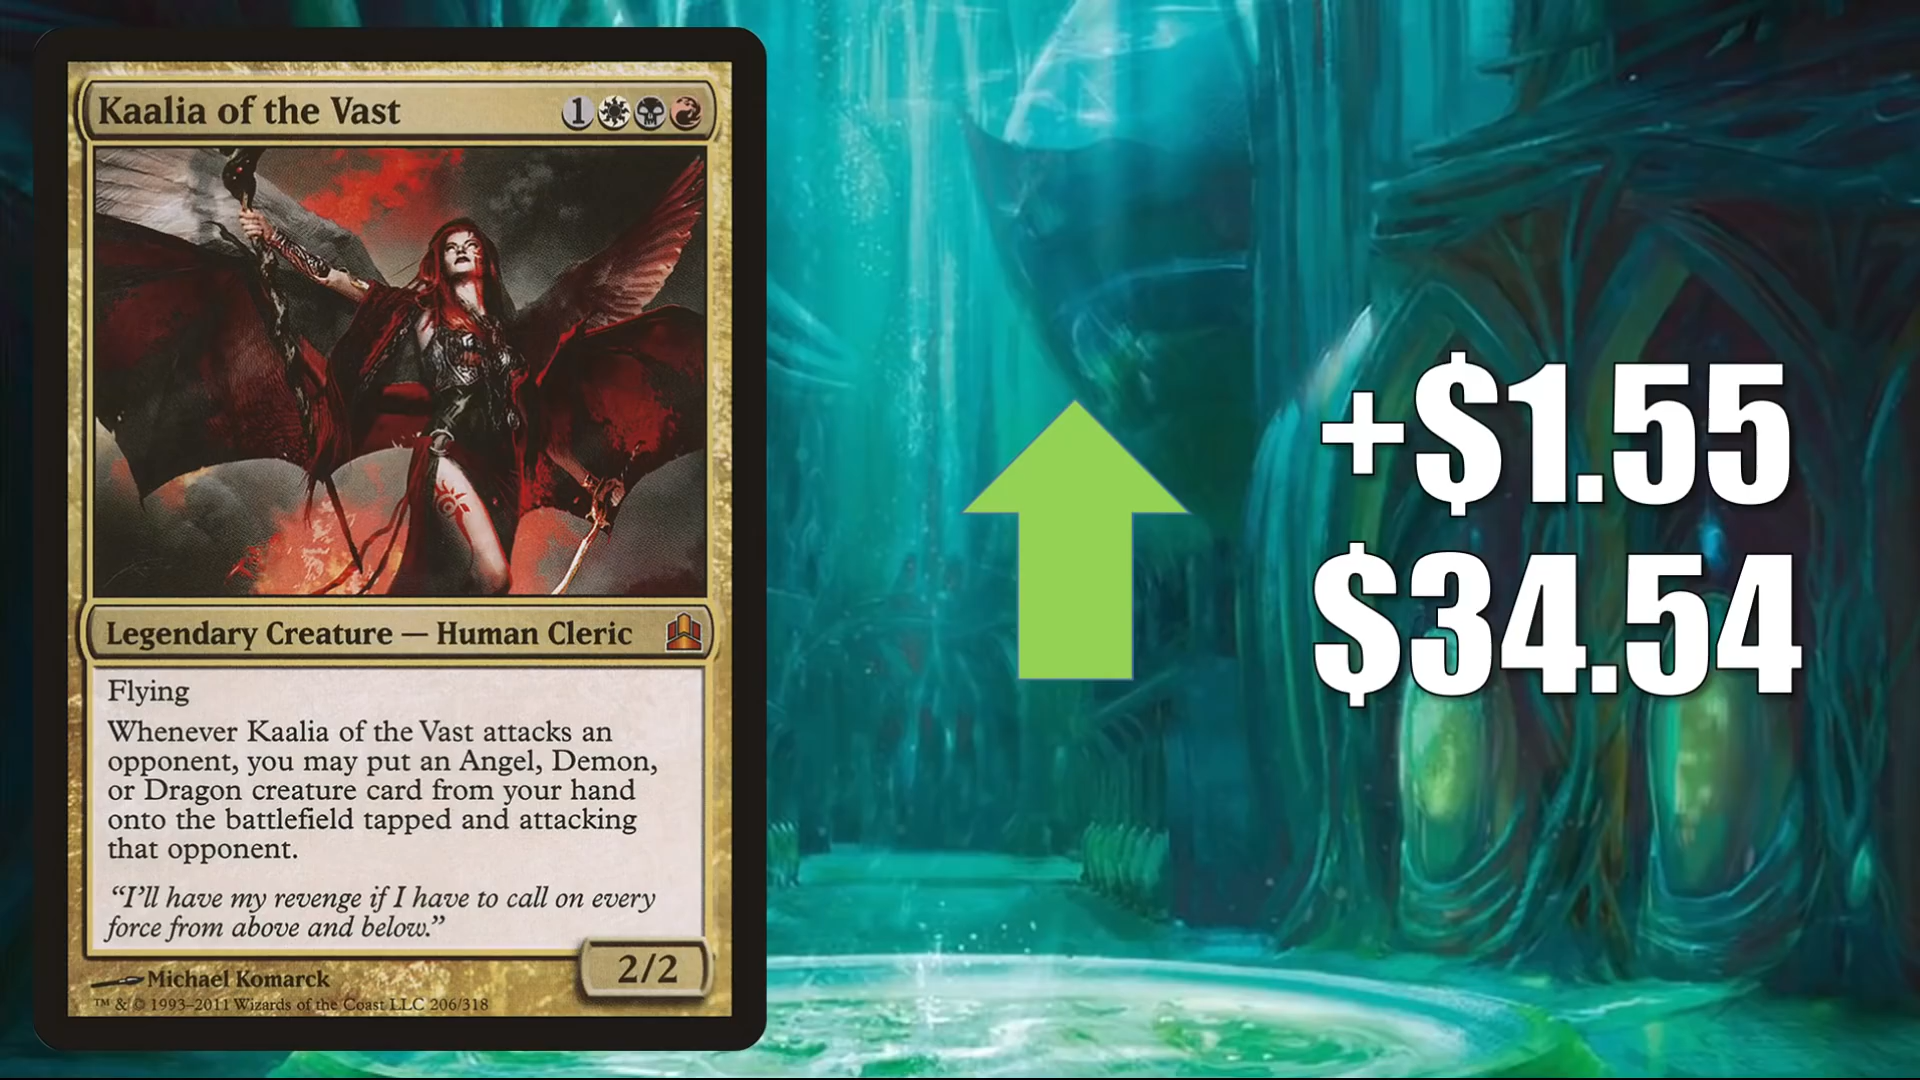 Kaalia of the Vast 1
Legendary Creature — Human Cleric
Flying
Whenever Kaalia of the Vast attacks an
opponent, you may put an Angel, Demon,
or Dragon creature card from your hand
onto the battlefield tapped and attacking
that opponent.
“I’ll have my revenge if I have to call on every
force from above and below.”
2/2
Michael Komarck
™ & © 1993–2011 Wizards of the Coast LLC 206/318
+$1.55
$34.54